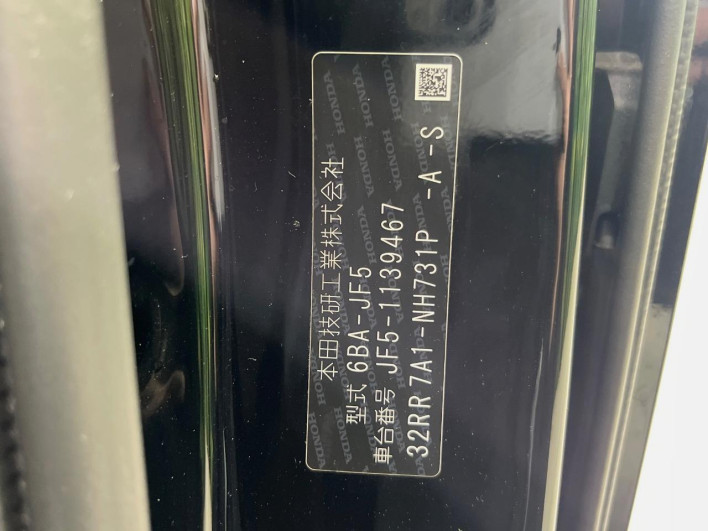 本田技研工業株式会社
型式 6BA-JF5
車台番号 JF5-1139467
32RR 7A1-NH731P -A -S